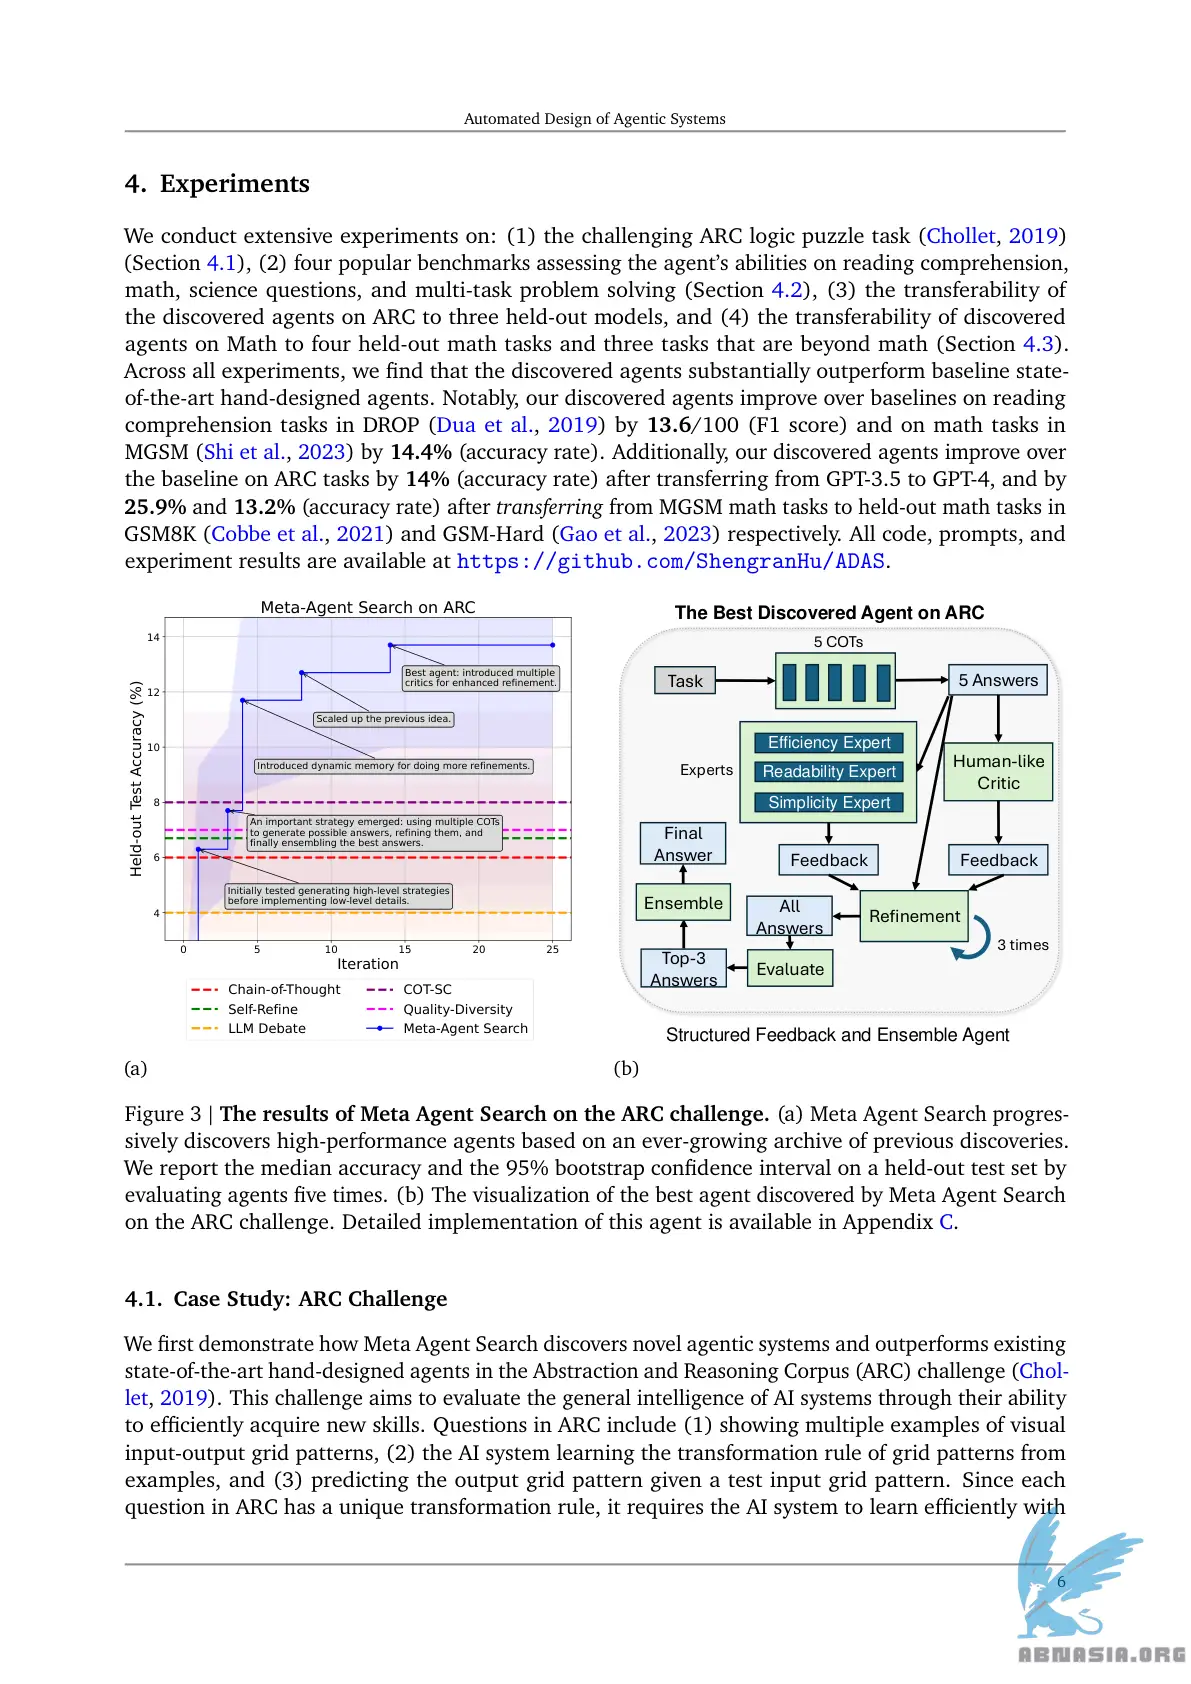 Automated Design of Agentic Systems
4. Experiments
We conduct extensive experiments on: (1) the challenging ARC logic puzzle task (Chollet, 2019)
(Section 4.1), (2) four popular benchmarks assessing the agent's abilities on reading comprehension,
math, science questions, and multi-task problem solving (Section 4.2), (3) the transferability of
the discovered agents on ARC to three held-out models, and (4) the transferability of discovered
agents on Math to four held-out math tasks and three tasks that are beyond math (Section 4.3).
Across all experiments, we find that the discovered agents substantially outperform baseline state-
of-the-art hand-designed agents. Notably, our discovered agents improve over baselines on reading
comprehension tasks in DROP (Dua et al., 2019) by 13.6/100 (F1 score) and on math tasks in
MGSM (Shi et al., 2023) by 14.4% (accuracy rate). Additionally, our discovered agents improve over
the baseline on ARC tasks by 14% (accuracy rate) after transferring from GPT-3.5 to GPT-4, and by
25.9% and 13.2% (accuracy rate) after transferring from MGSM math tasks to held-out math tasks in
GSM8K (Cobbe et al., 2021) and GSM-Hard (Gao et al., 2023) respectively. All code, prompts, and
experiment results are available at https://github.com/ShengranHu/ADAS.
Meta-Agent Search on ARC
Held-out Test Accuracy (%)
14
12
10
8
6
4
Best agent: introduced multiple
critics for enhanced refinement.
Scaled up the previous idea.
Introduced dynamic memory for doing more refinements.
An important strategy emerged: using multiple COTs
to generate possible answers, refining them, and
finally ensembling the best answers.
Initially tested generating high-level strategies
before implementing low-level details.
0 5 10 15 20 25
Iteration
Chain-of-Thought
Self-Refine
LLM Debate
COT-SC
Quality-Diversity
Meta-Agent Search
(a)
The Best Discovered Agent on ARC
5 COTs
Task
5 Answers
Efficiency Expert
Readability Expert
Simplicity Expert
Experts
Human-like
Critic
Final
Answer
Feedback
Feedback
Ensemble
All
Answers
Refinement
3 times
Top-3
Answers
Evaluate
Structured Feedback and Ensemble Agent
(b)
Figure 3 | The results of Meta Agent Search on the ARC challenge. (a) Meta Agent Search progres-
sively discovers high-performance agents based on an ever-growing archive of previous discoveries.
We report the median accuracy and the 95% bootstrap confidence interval on a held-out test set by
evaluating agents five times. (b) The visualization of the best agent discovered by Meta Agent Search
on the ARC challenge. Detailed implementation of this agent is available in Appendix C.
4.1. Case Study: ARC Challenge
We first demonstrate how Meta Agent Search discovers novel agentic systems and outperforms existing
state-of-the-art hand-designed agents in the Abstraction and Reasoning Corpus (ARC) challenge (Chol-
let, 2019). This challenge aims to evaluate the general intelligence of AI systems through their ability
to efficiently acquire new skills. Questions in ARC include (1) showing multiple examples of visual
input-output grid patterns, (2) the AI system learning the transformation rule of grid patterns from
examples, and (3) predicting the output grid pattern given a test input grid pattern. Since each
question in ARC has a unique transformation rule, it requires the AI system to learn efficiently with
6
ABNASIA.ORG